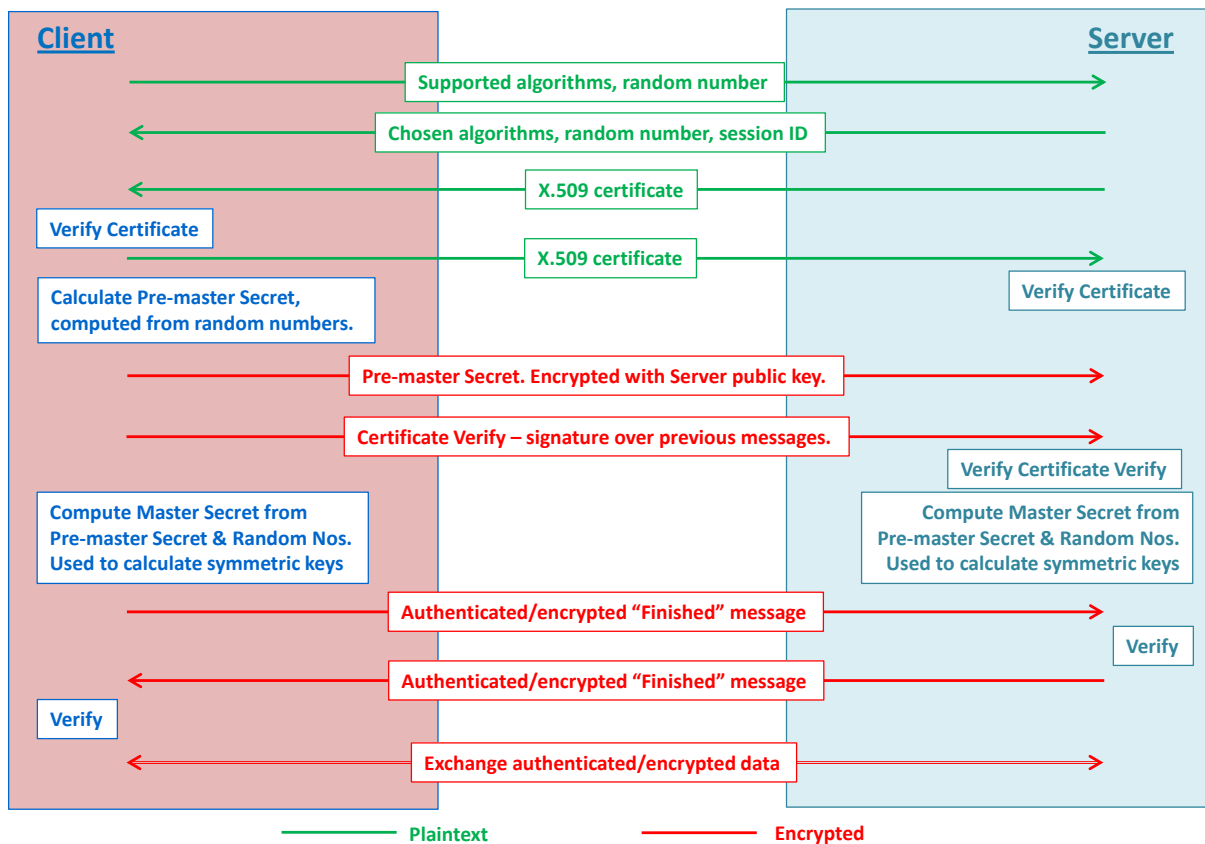 Client
Server
Supported algorithms, random number
Chosen algorithms, random number, session ID
X.509 certificate
Verify Certificate
X.509 certificate
Calculate Pre-master Secret,
computed from random numbers.
Verify Certificate
Pre-master Secret. Encrypted with Server public key.
Certificate Verify – signature over previous messages.
Verify Certificate Verify
Compute Master Secret from
Pre-master Secret & Random Nos.
Used to calculate symmetric keys
Compute Master Secret from
Pre-master Secret & Random Nos.
Used to calculate symmetric keys
Authenticated/encrypted “Finished” message
Verify
Authenticated/encrypted “Finished” message
Verify
Exchange authenticated/encrypted data
Plaintext
Encrypted